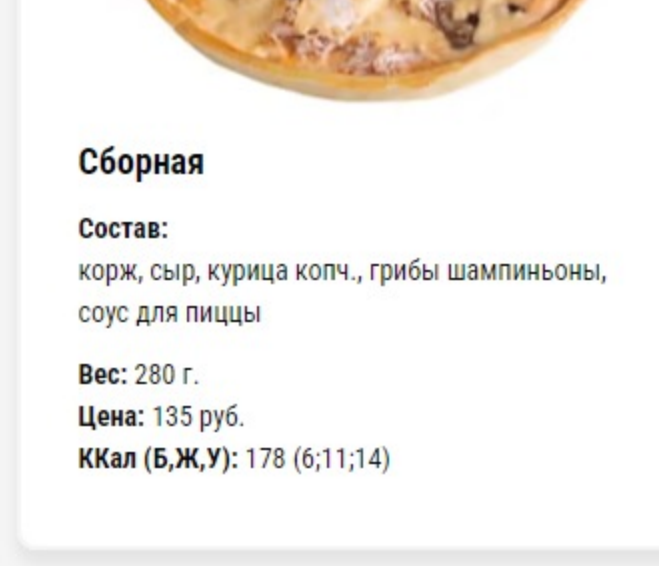 Сборная
Состав:
корж, сыр, курица копч., грибы шампиньоны,
соус для пиццы
Вес: 280 г.
Цена: 135 руб.
ККал (Б,Ж,У): 178 (6;11;14)